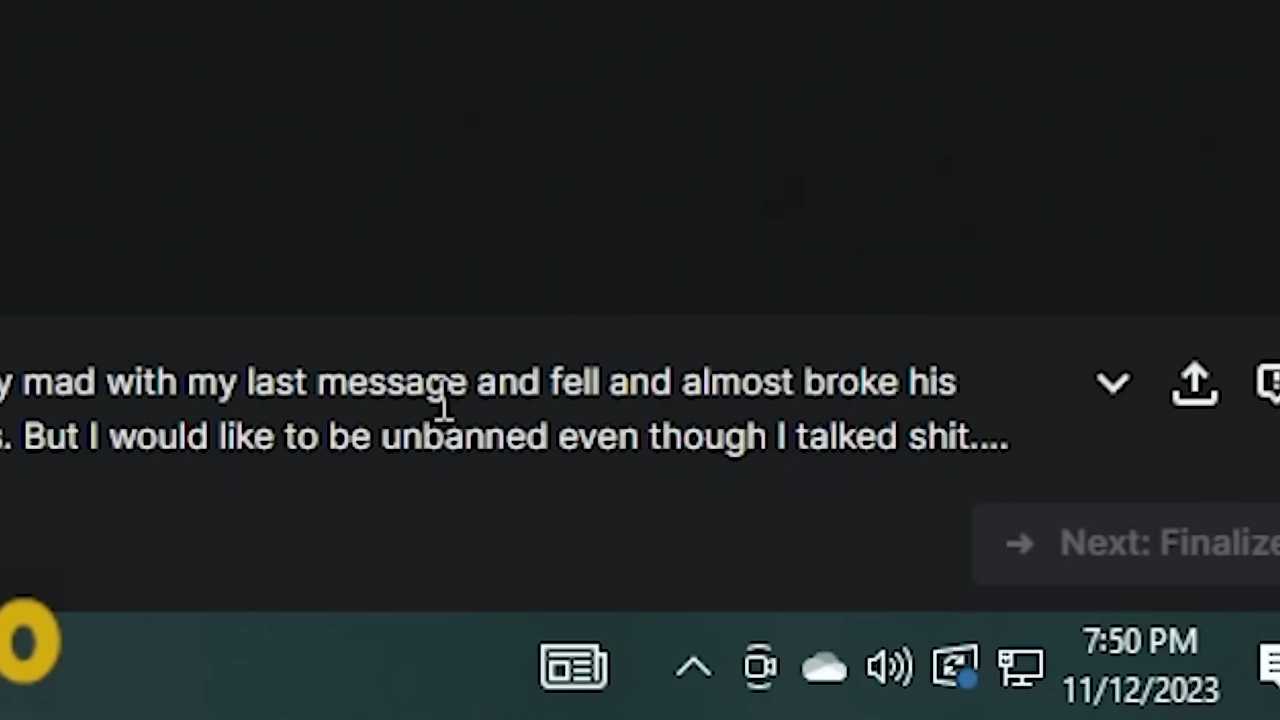 y mad with my last message and fell and almost broke his
s. But I would like to be unbanned even though I talked shit....
→ Next: Finalize
7:50 PM
11/12/2023